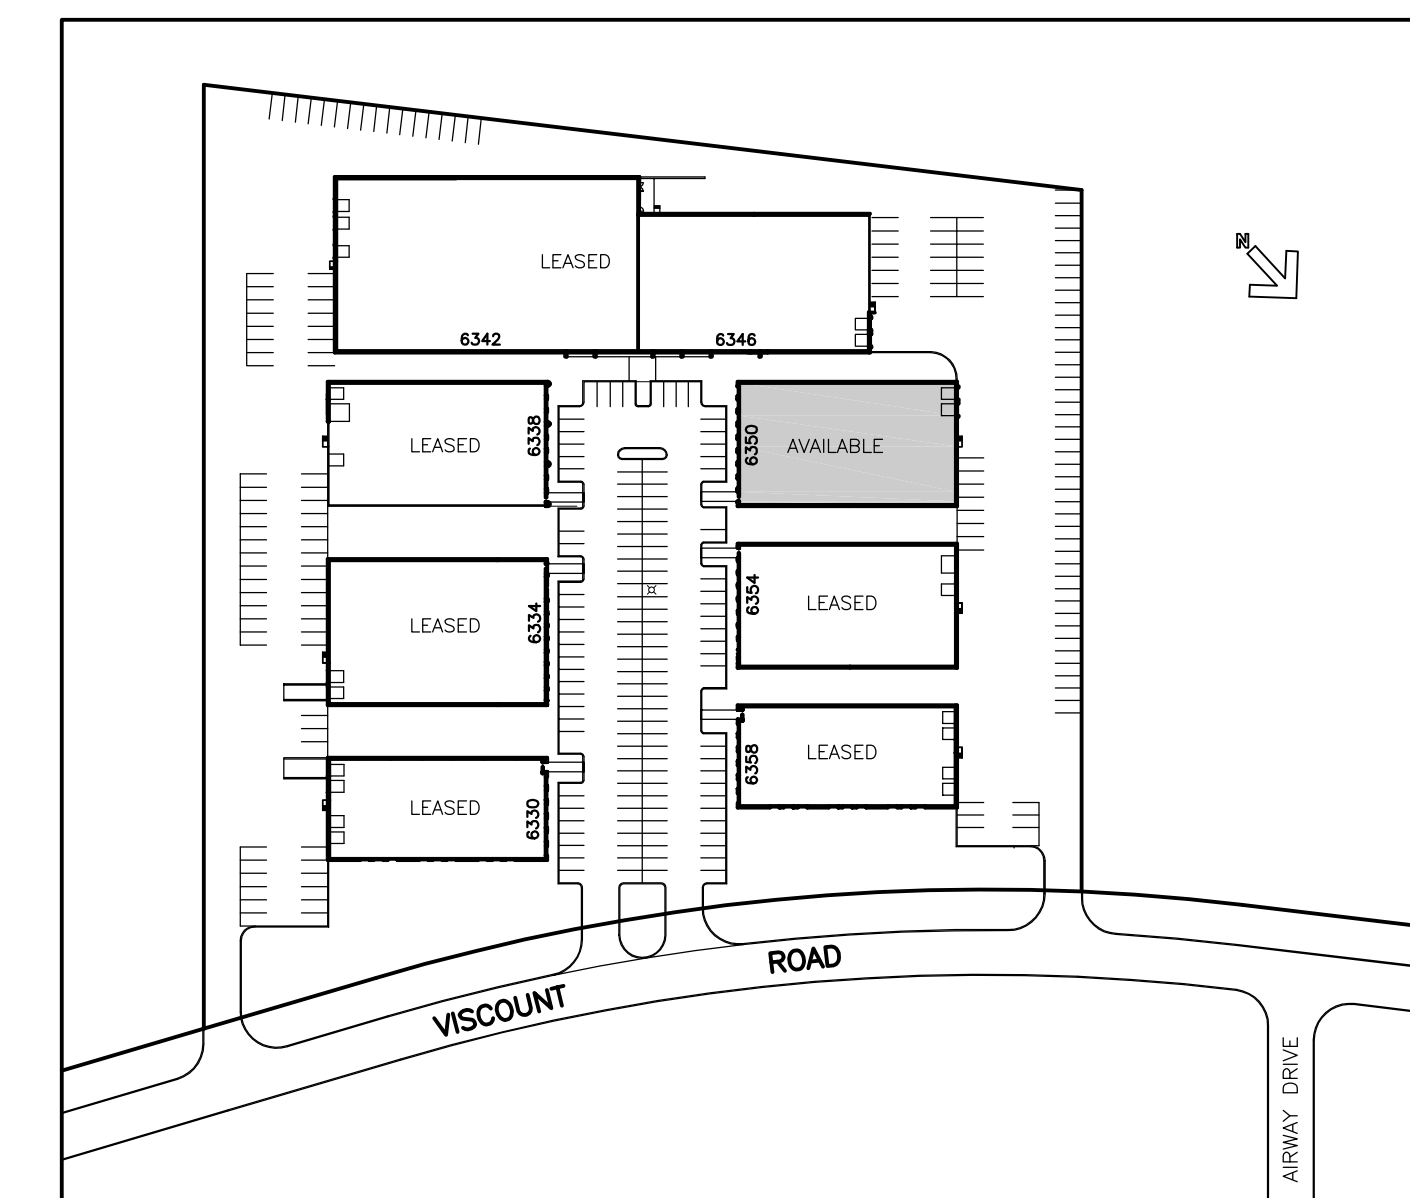 N
LEASED
6342
6346
LEASED
6338
6350
AVAILABLE
LEASED
6334
6354
LEASED
LEASED
6330
6358
LEASED
VISCOUNT
ROAD
AIRWAY DRIVE